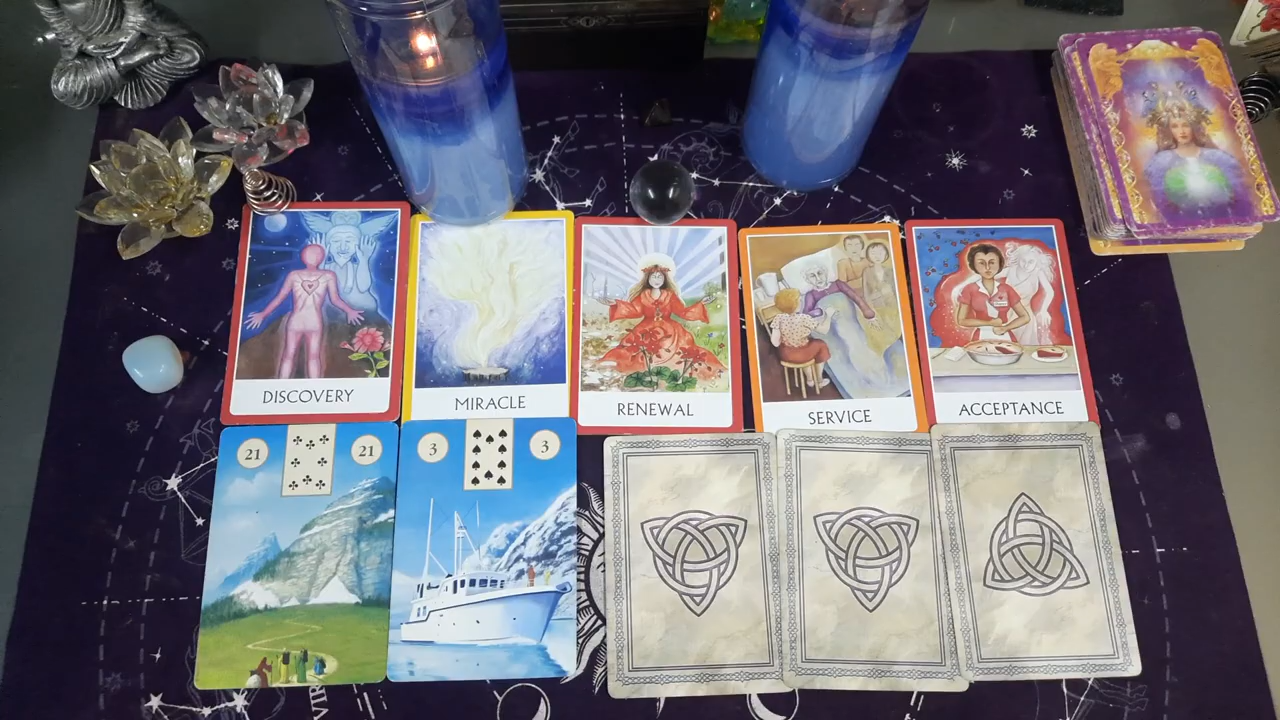 DISCOVERY
MIRACLE
RENEWAL
SERVICE
ACCEPTANCE
21 21
3 3